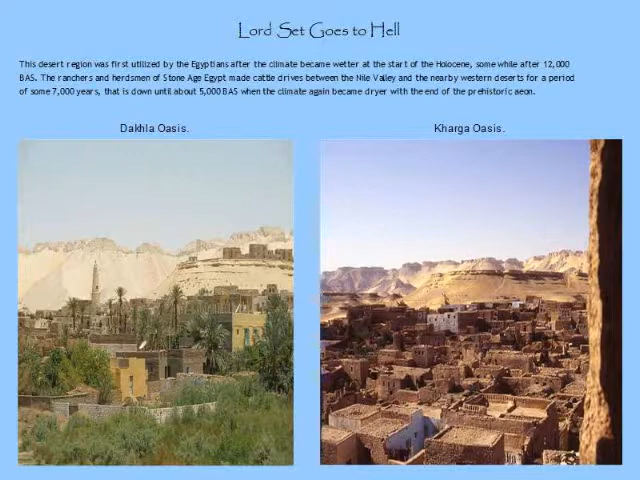 Lord Set Goes to Hell
This desert region was first utilized by the Egyptians after the climate became wetter at the start of the Holocene, some while after 12,000
BAS. The ranchers and herdsmen of Stone Age Egypt made cattle drives between the Nile Valley and the nearby western deserts for a period
of some 7,000 years, that is down until about 5,000 BAS when the climate again became dryer with the end of the prehistoric aeon.
Dakhla Oasis.
Kharga Oasis.